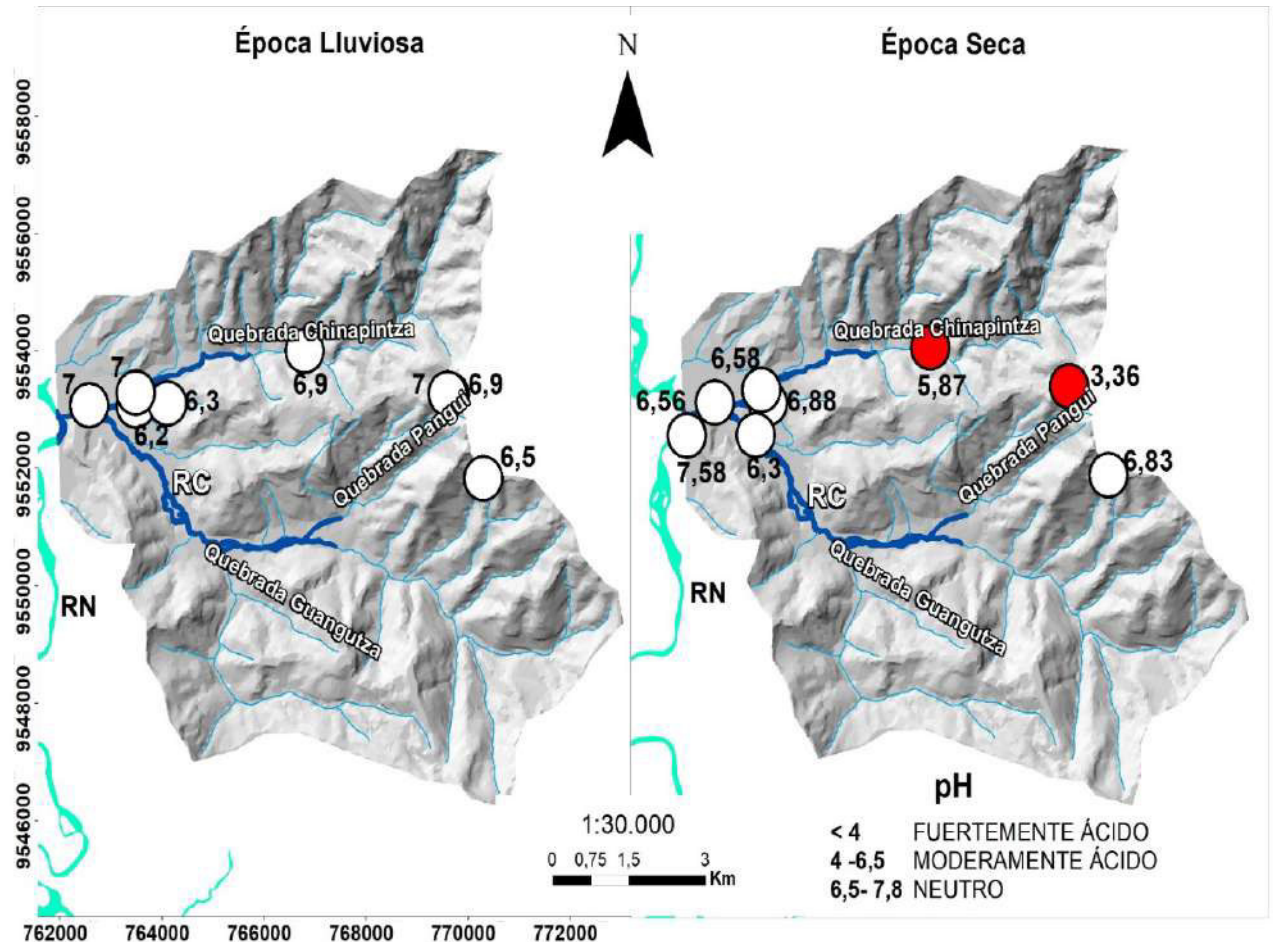 Época Lluviosa
N
Época Seca
9558000
9556000
9554000
9552000
9550000
9548000
9546000
Quebrada Chinapintza
7
7
6,3
6,2
6,9
7
6,9
Quebrada Pangui
6,5
RC
Quebrada Guangutza
RN
Quebrada Chinapintza
6,58
6,56
6,88
7,58
6,3
5,87
3,36
Quebrada Pangui
6,83
RC
Quebrada Guangutza
RN
1:30.000
0 0,75 1,5 3
Km
pH
< 4 FUERTEMENTE ÁCIDO
4 -6,5 MODERAMENTE ÁCIDO
6,5- 7,8 NEUTRO
762000 764000 766000 768000 770000 772000